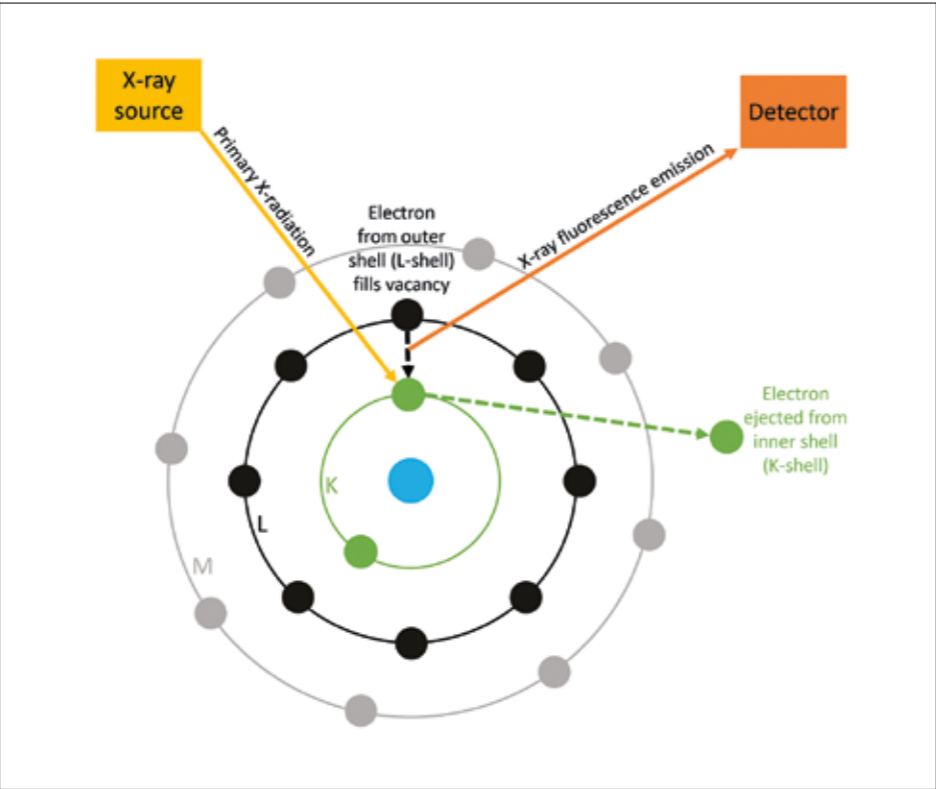 X-ray
source
Detector
Primary X-radiation
X-ray fluorescence emission
Electron
from outer
shell (L-shell)
fills vacancy
Electron
ejected from
inner shell
(K-shell)
K
L
M